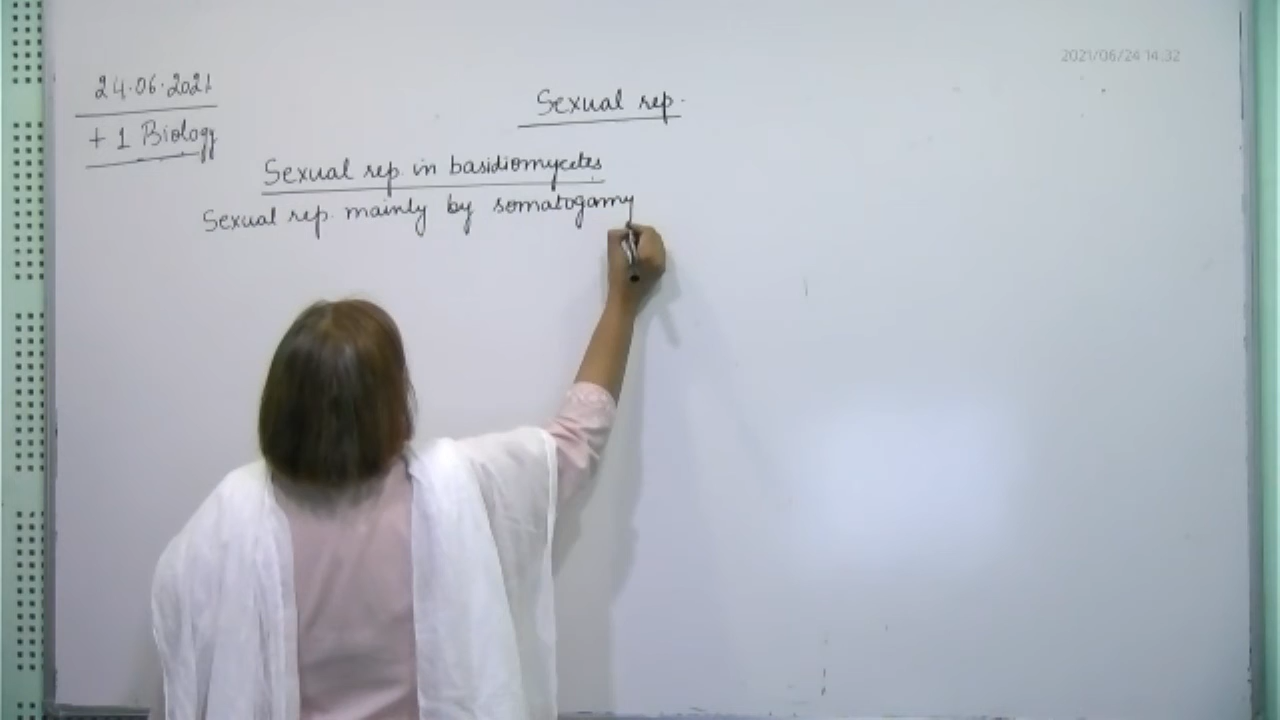 2021/06/24 14.32
24.06.2021
+1 Biology
Sexual rep.
Sexual rep. in basidiomycetes
Sexual rep. mainly by somatogamy